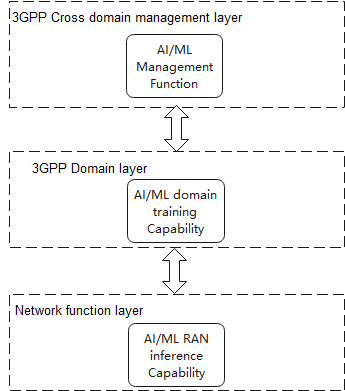 3GPP Cross domain management layer
AI/ML
Management
Function
3GPP Domain layer
AI/ML domain
training
Capability
Network function layer
AI/ML RAN
inference
Capability